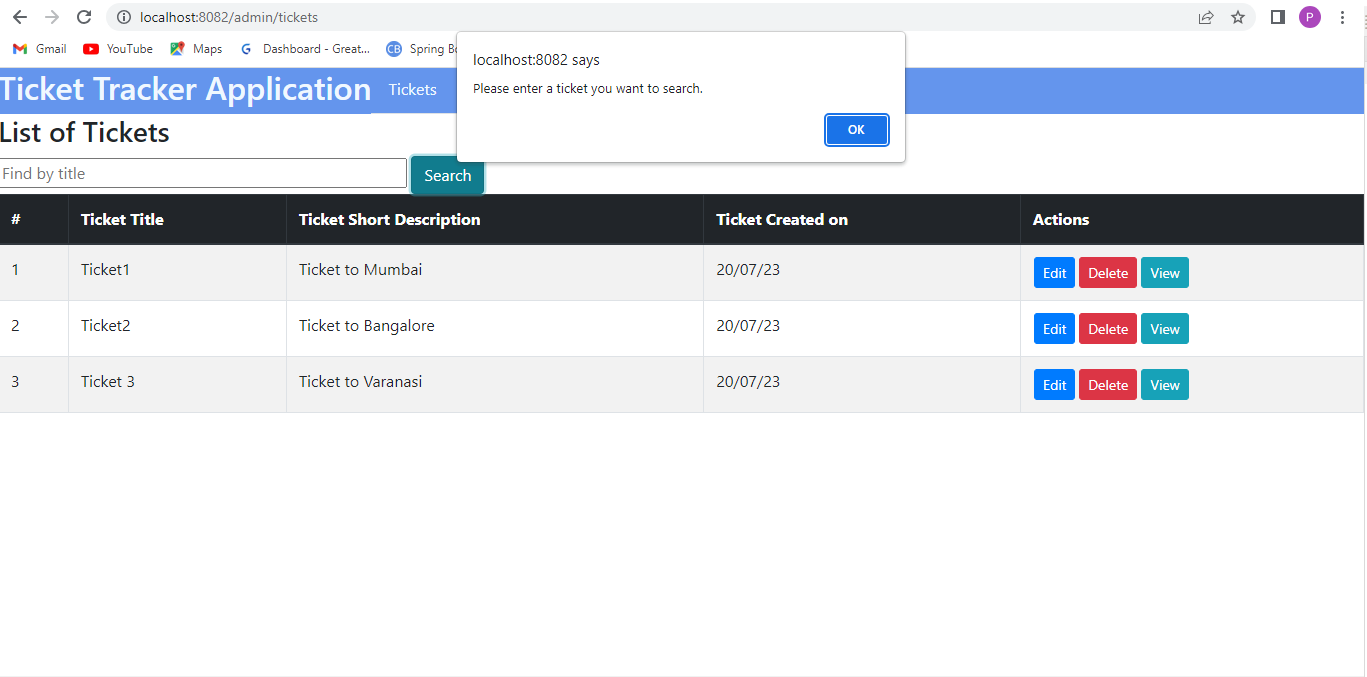 localhost:8082/admin/tickets
P
Gmail YouTube Maps G Dashboard - Great... CB Spring Bo
localhost:8082 says
Please enter a ticket you want to search.
OK
Ticket Tracker Application Tickets
List of Tickets
Find by title Search
# Ticket Title Ticket Short Description Ticket Created on Actions
1 Ticket1 Ticket to Mumbai 20/07/23 Edit Delete View
2 Ticket2 Ticket to Bangalore 20/07/23 Edit Delete View
3 Ticket 3 Ticket to Varanasi 20/07/23 Edit Delete View